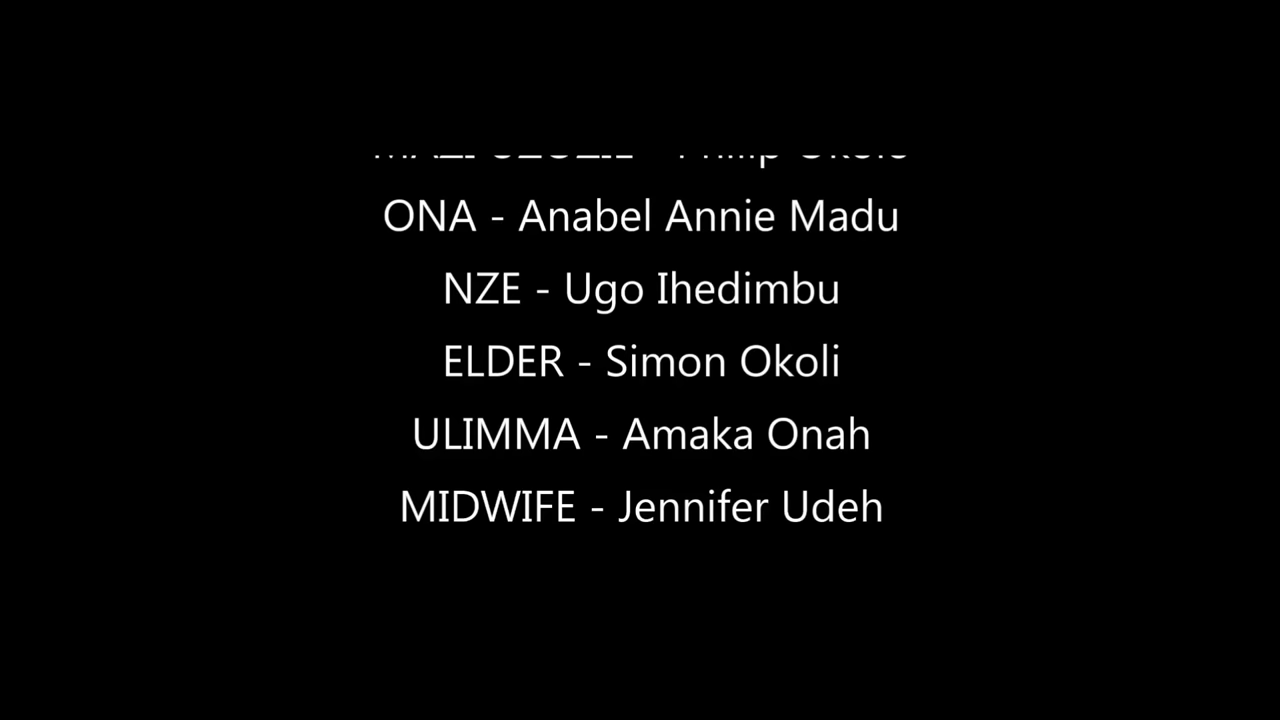 ONA - Anabel Annie Madu
NZE - Ugo Ihedimbu
ELDER - Simon Okoli
ULIMMA - Amaka Onah
MIDWIFE - Jennifer Udeh